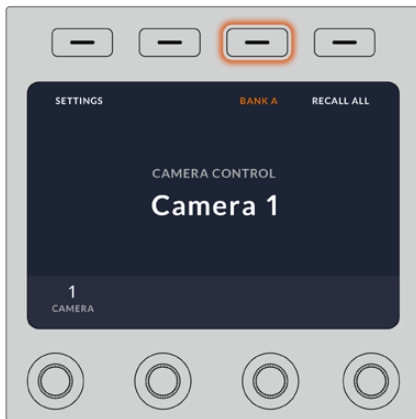 SETTINGS BANK A RECALL ALL
CAMERA CONTROL
Camera 1
1
CAMERA